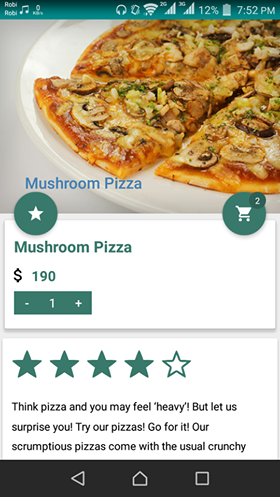 Robi
Robi
0
KB/s
2G
3G
12%
7:52 PM
Mushroom Pizza
2
Mushroom Pizza
$ 190
- 1 +
Think pizza and you may feel ‘heavy’! But let us
surprise you! Try our pizzas! Go for it! Our
scrumptious pizzas come with the usual crunchy